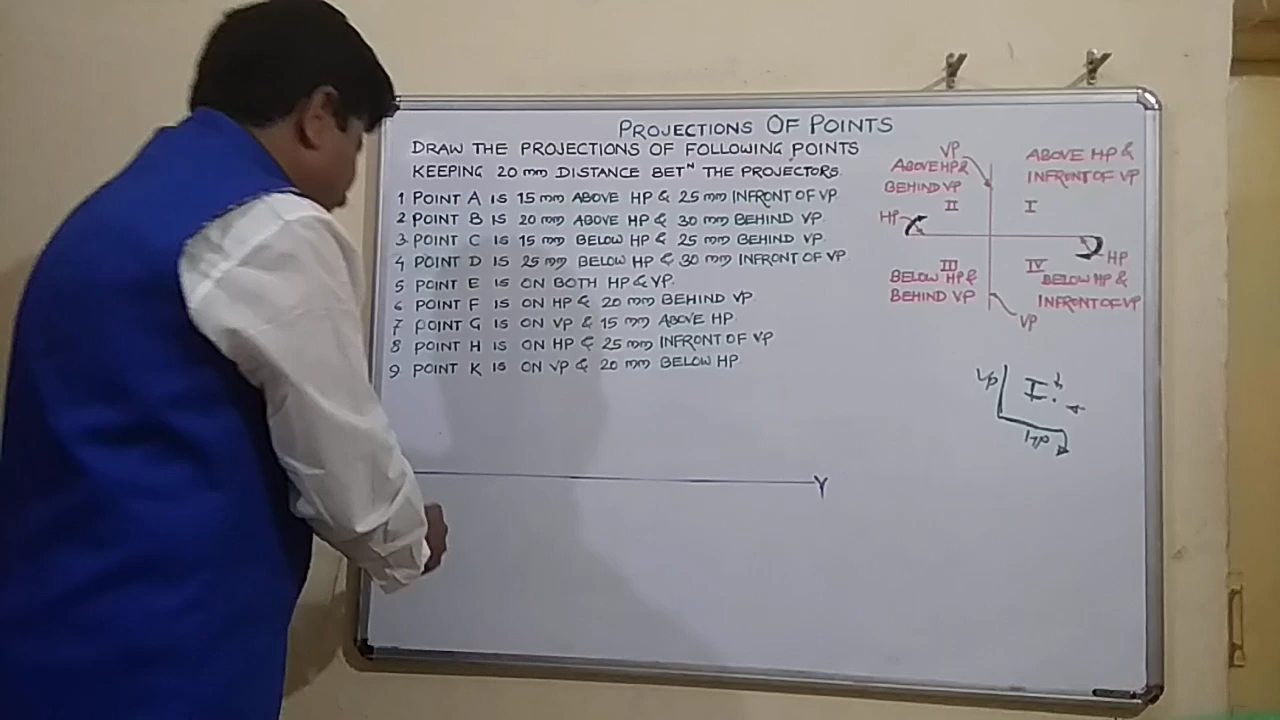 PROJECTIONS OF POINTS
DRAW THE PROJECTIONS OF FOLLOWING POINTS
KEEPING 20 mm DISTANCE BETᴺ THE PROJECTORS.
1 POINT A IS 15 mm ABOVE HP & 25 mm INFRONT OF VP
2 POINT B IS 20 mm ABOVE HP & 30 mm BEHIND VP.
3 POINT C IS 15 mm BELOW HP & 25 mm BEHIND VP.
4 POINT D IS 25 mm BELOW HP & 30 mm INFRONT OF VP
5 POINT E IS ON BOTH HP & VP.
6 POINT F IS ON HP & 20 mm BEHIND VP.
7 POINT G IS ON VP & 15 mm ABOVE HP.
8 POINT H IS ON HP & 25 mm INFRONT OF VP
9 POINT K IS ON VP & 20 mm BELOW HP.
VP
ABOVE HP &
BEHIND VP
II
ABOVE HP &
INFRONT OF VP
I
HP
HP
III
BELOW HP &
BEHIND VP
IV
BELOW HP &
INFRONT OF VP
VP
VP
I
HP
Y